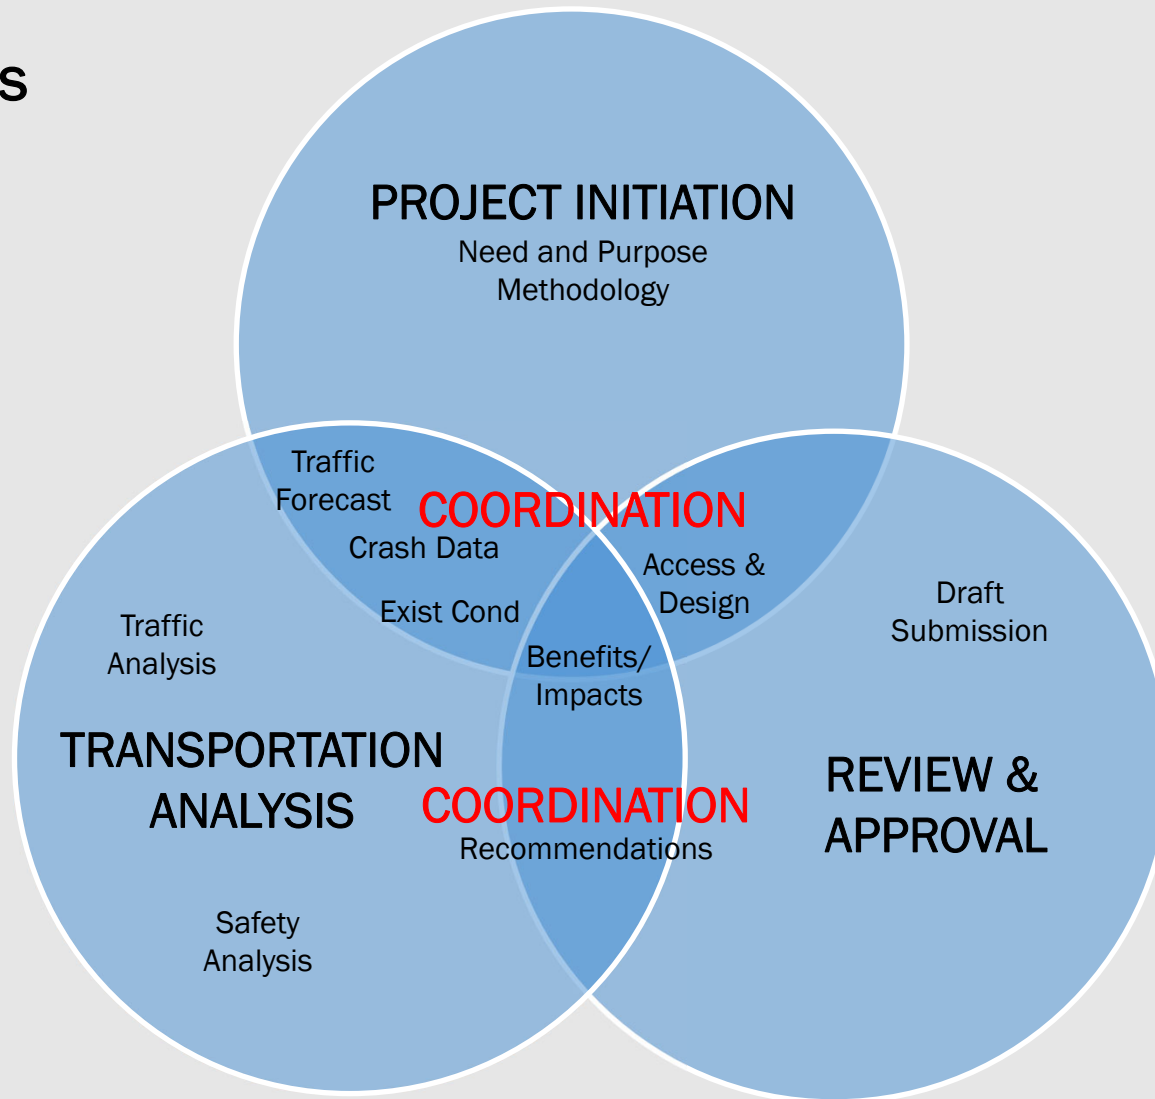 S
PROJECT INITIATION
Need and Purpose
Methodology
Traffic
Forecast
COORDINATION
Crash Data
Access &
Design
Exist Cond
Draft
Submission
Traffic
Analysis
Benefits/
Impacts
TRANSPORTATION
ANALYSIS
COORDINATION
Recommendations
REVIEW &
APPROVAL
Safety
Analysis